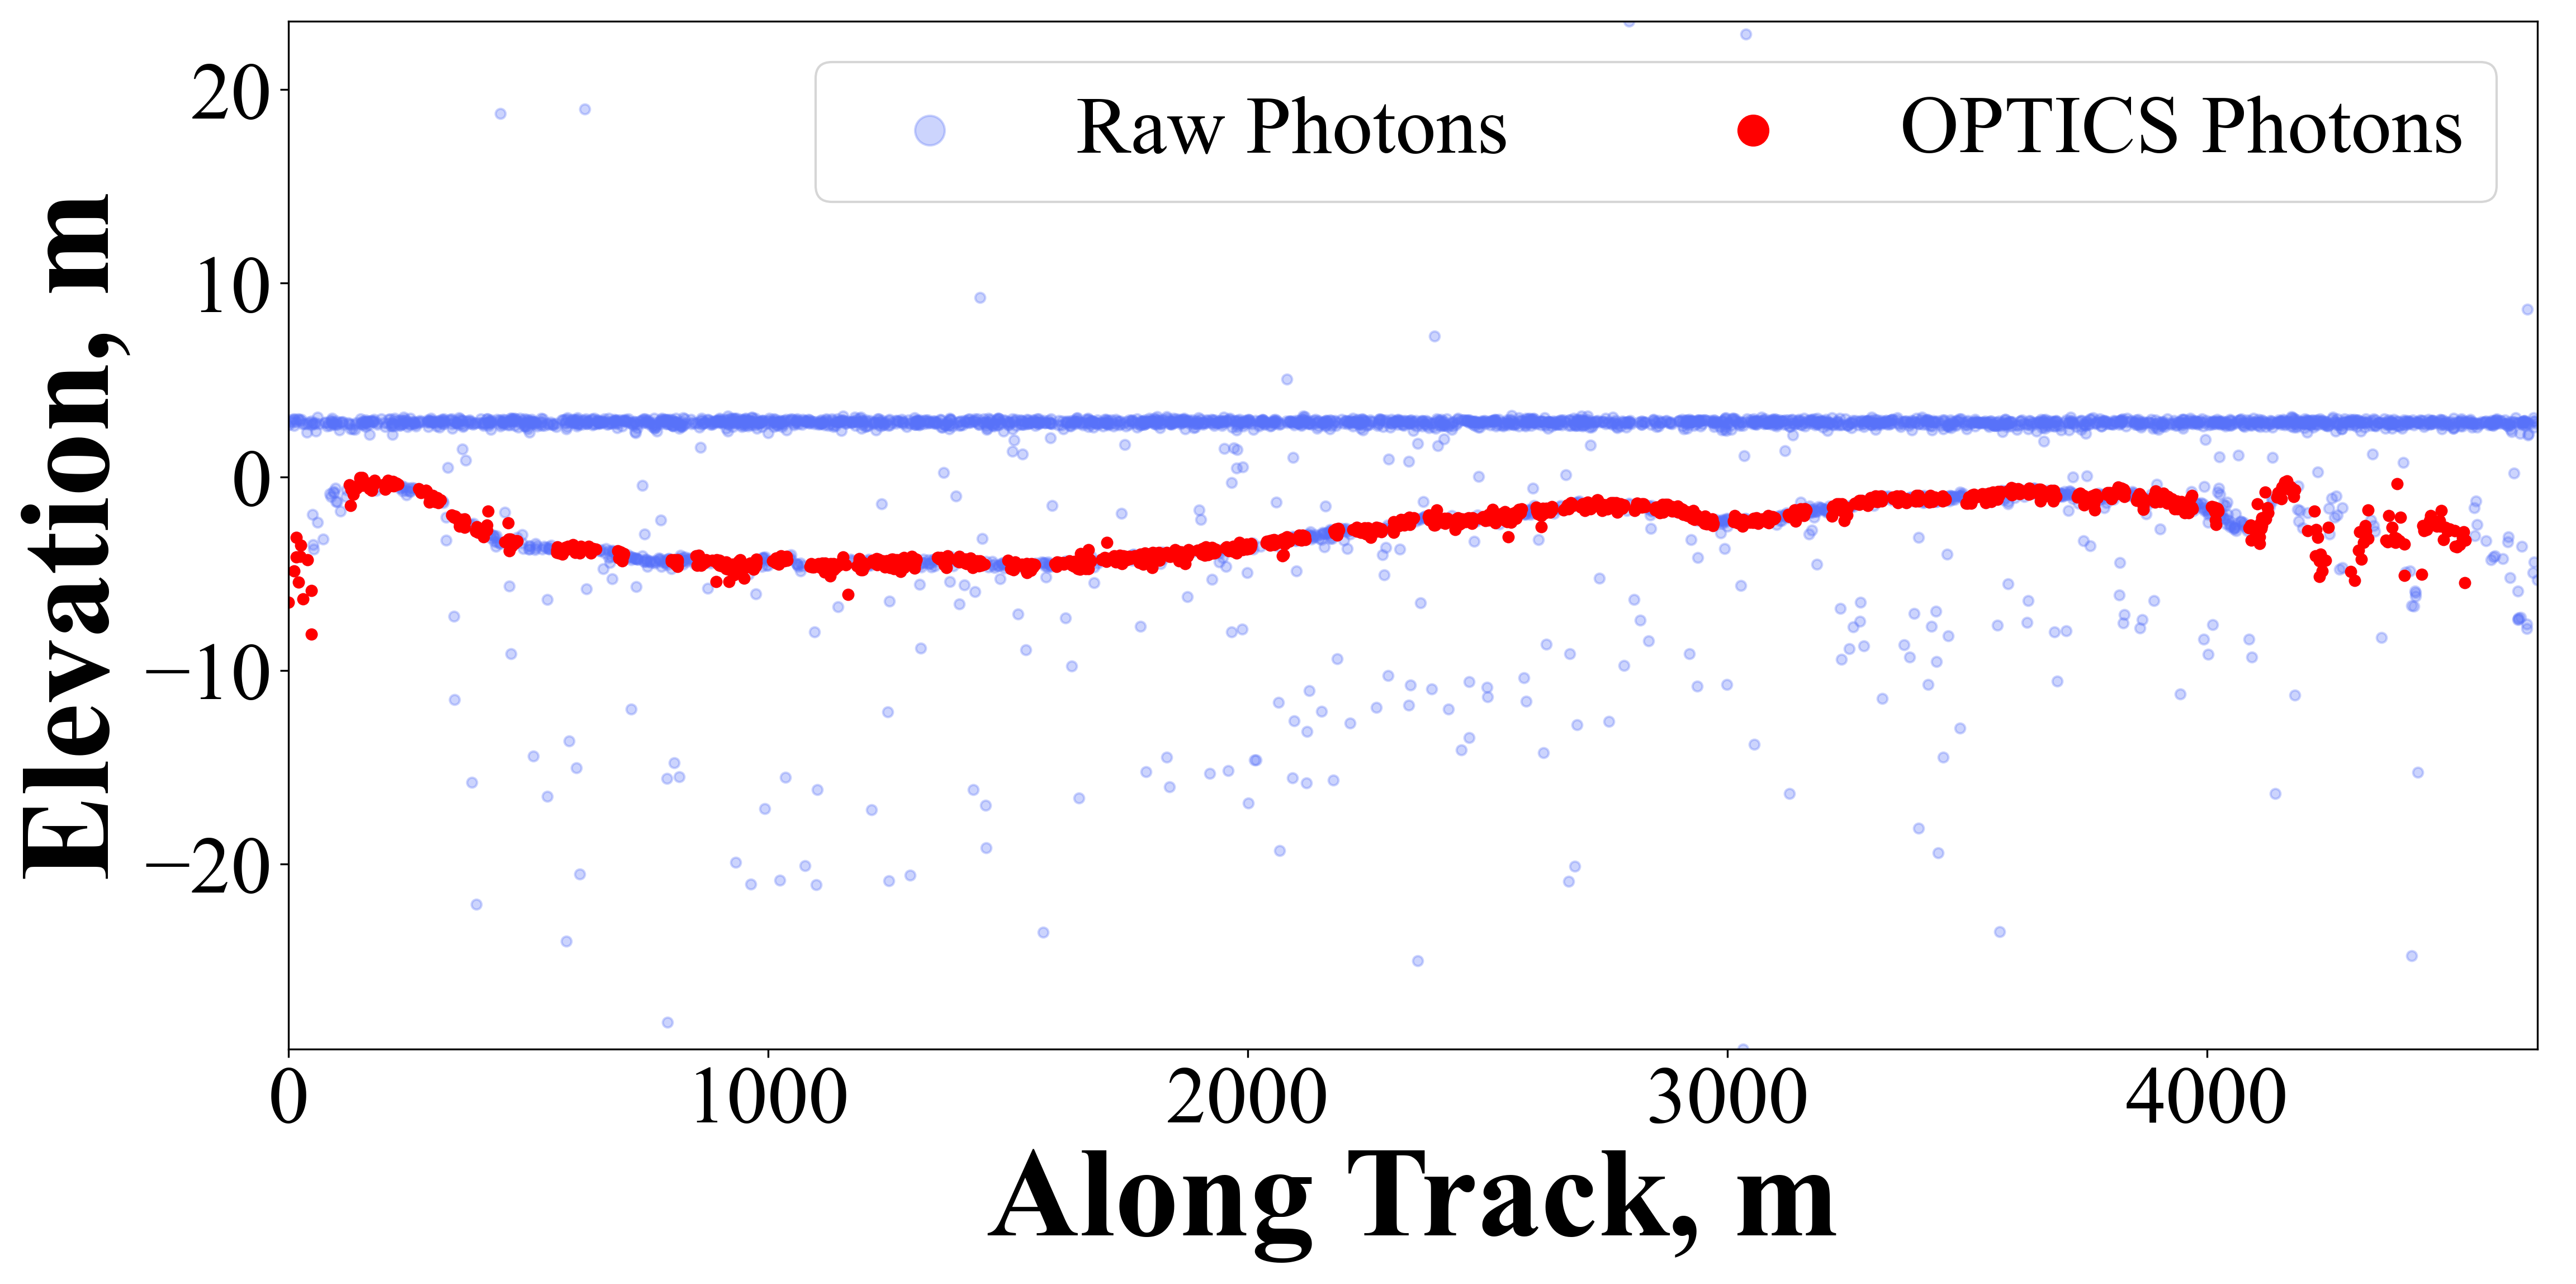 Raw Photons
OPTICS Photons
Elevation, m
20
10
0
−10
−20
0
1000
2000
3000
4000
Along Track, m